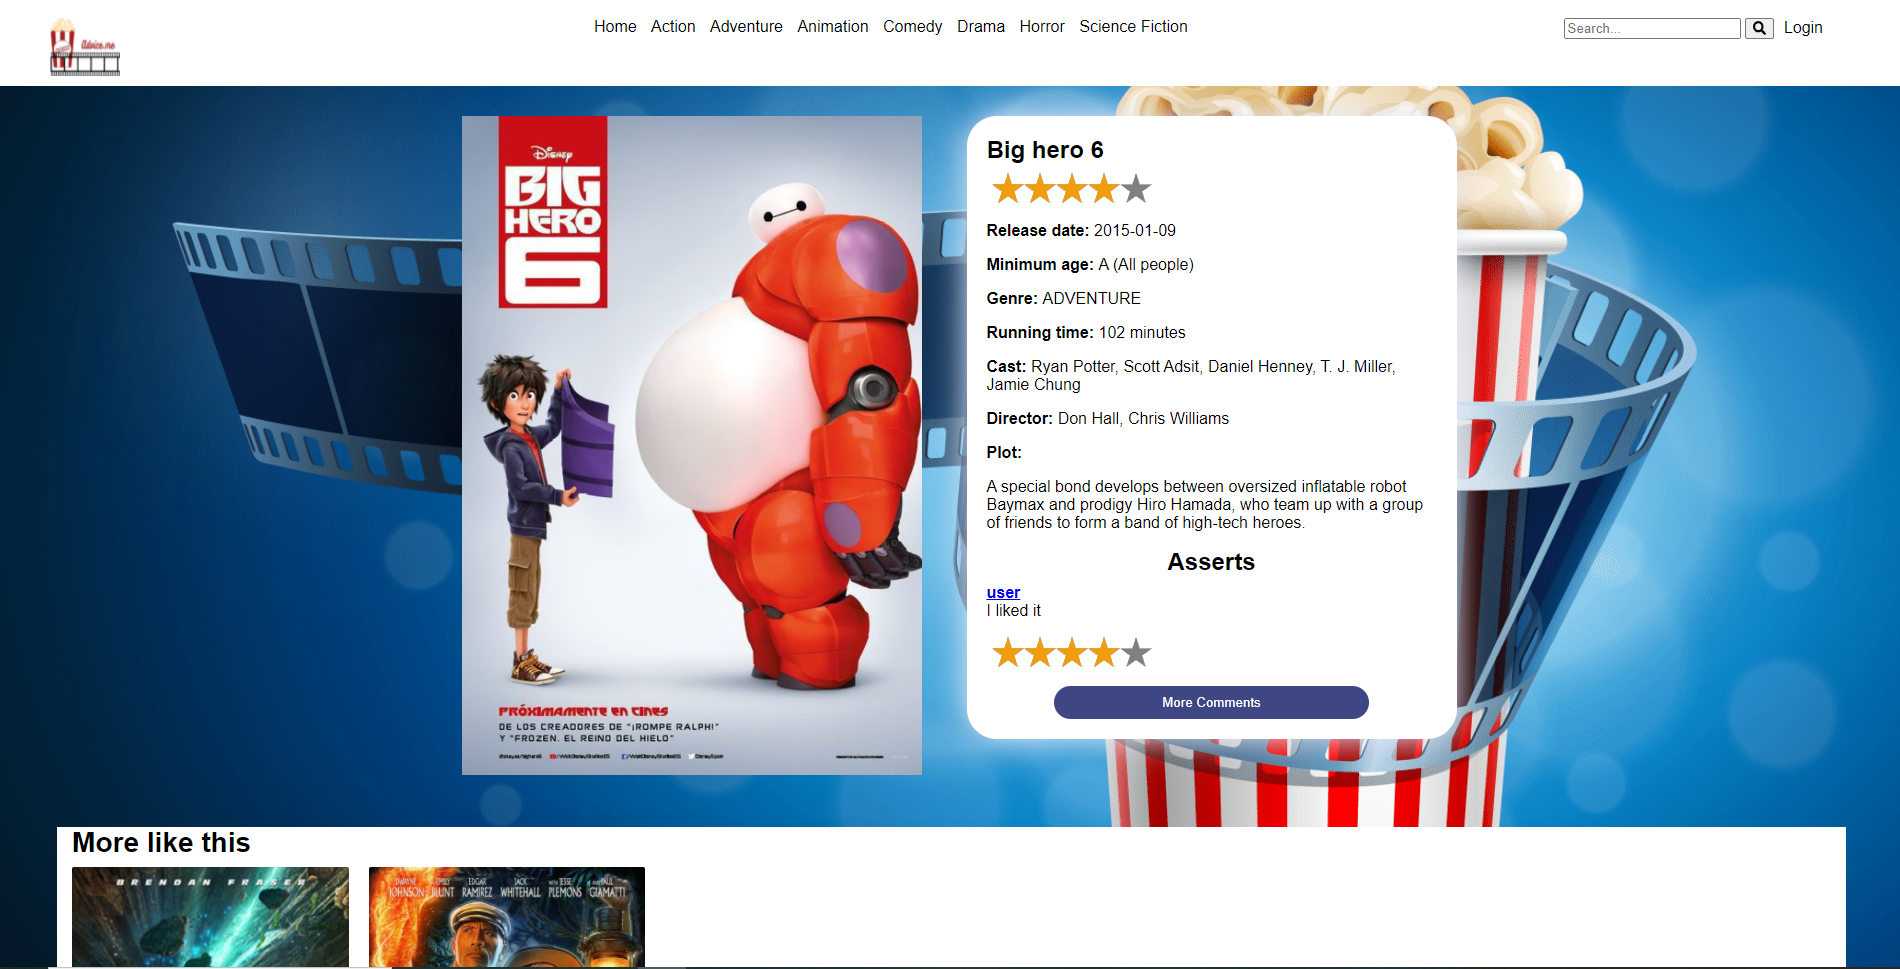 Advice.me
Home Action Adventure Animation Comedy Drama Horror Science Fiction
Search...
Login
Disney
BIG
HERO
6
PRÓXIMAMENTE EN CINES
DE LOS CREADORES DE "¡ROMPE RALPH!"
Y "FROZEN. EL REINO DEL HIELO"
Big hero 6
Release date: 2015-01-09
Minimum age: A (All people)
Genre: ADVENTURE
Running time: 102 minutes
Cast: Ryan Potter, Scott Adsit, Daniel Henney, T. J. Miller,
Jamie Chung
Director: Don Hall, Chris Williams
Plot:
A special bond develops between oversized inflatable robot
Baymax and prodigy Hiro Hamada, who team up with a group
of friends to form a band of high-tech heroes.
Asserts
user
I liked it
More Comments
More like this
BRENDAN FRASER
DWAYNE EMILY EDGAR JACK WITH JESSE AND PAUL
JOHNSON BLUNT RAMIREZ WHITEHALL PLEMONS GIAMATTI